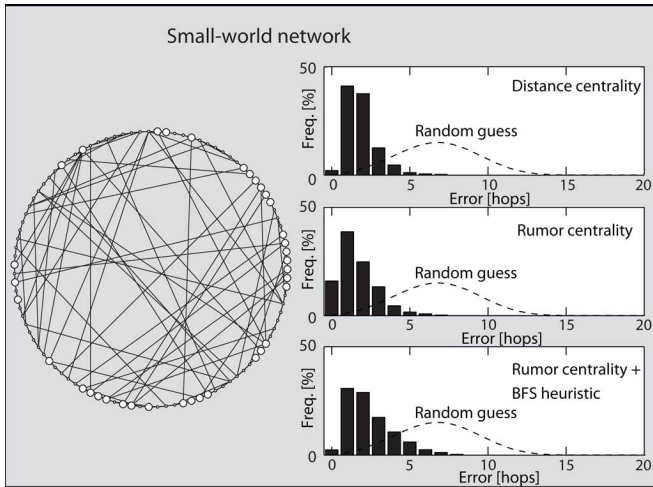 Small-world network
50
Distance centrality
Freq. [%]
Random guess
0
0 5 10 15 20
Error [hops]
50
Rumor centrality
Freq. [%]
Random guess
0
0 5 10 15 20
Error [hops]
50
Rumor centrality +
BFS heuristic
Freq. [%]
Random guess
0
0 5 10 15 20
Error [hops]